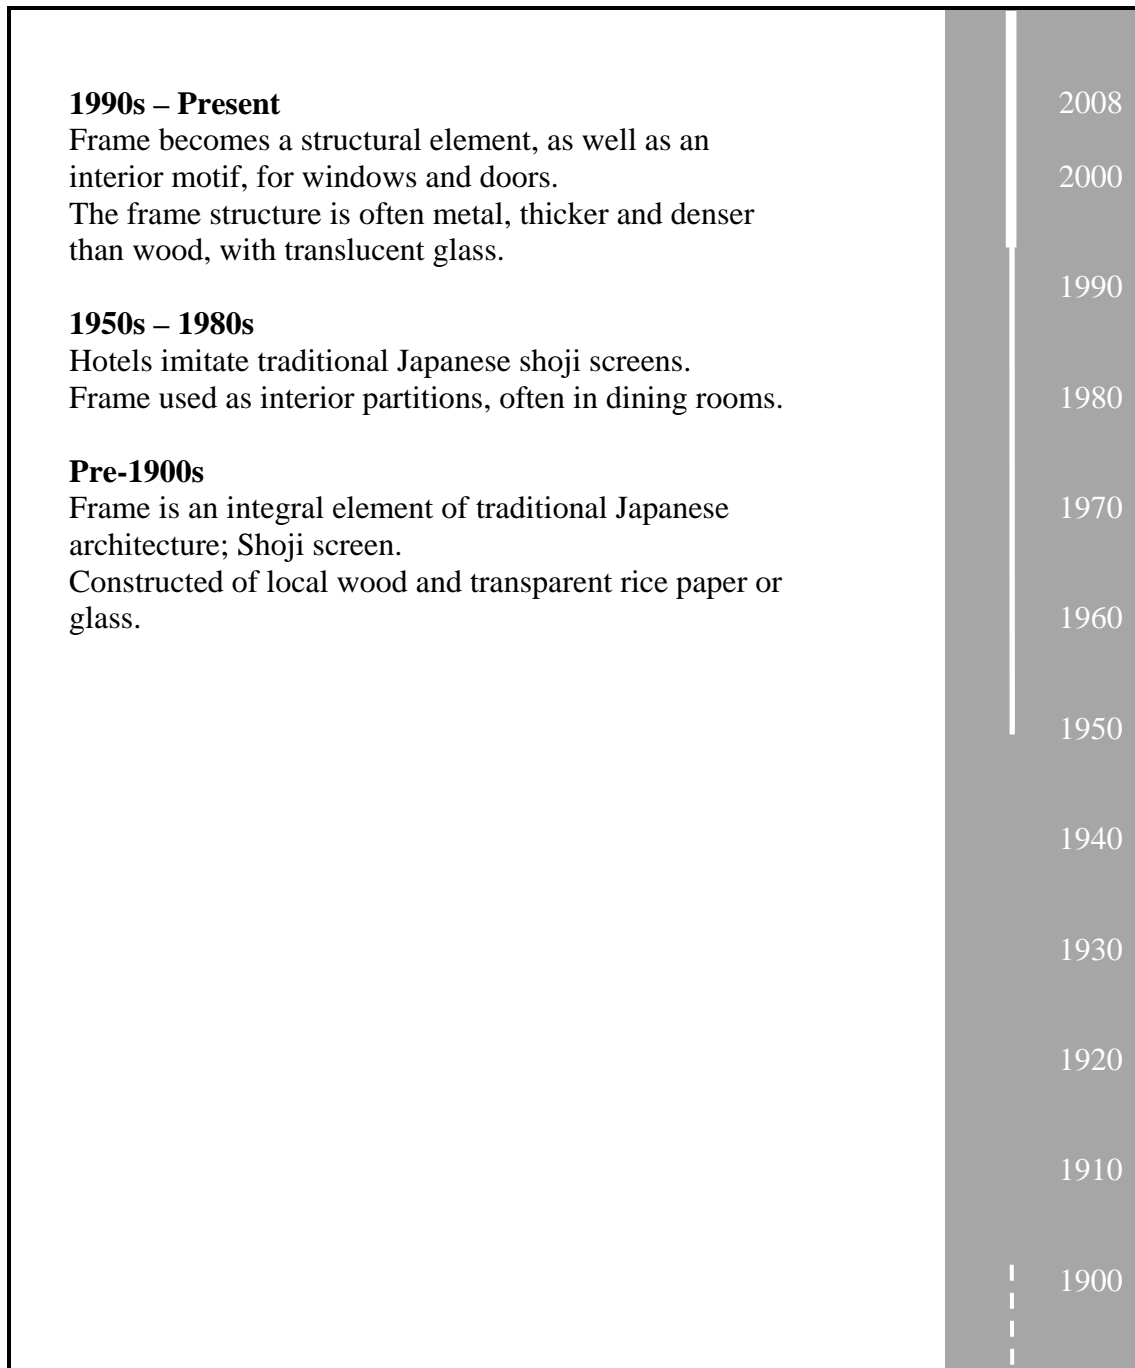 1990s – Present
Frame becomes a structural element, as well as an
interior motif, for windows and doors.
The frame structure is often metal, thicker and denser
than wood, with translucent glass.
1950s – 1980s
Hotels imitate traditional Japanese shoji screens.
Frame used as interior partitions, often in dining rooms.
Pre-1900s
Frame is an integral element of traditional Japanese
architecture; Shoji screen.
Constructed of local wood and transparent rice paper or
glass.
2008
2000
1990
1980
1970
1960
1950
1940
1930
1920
1910
1900